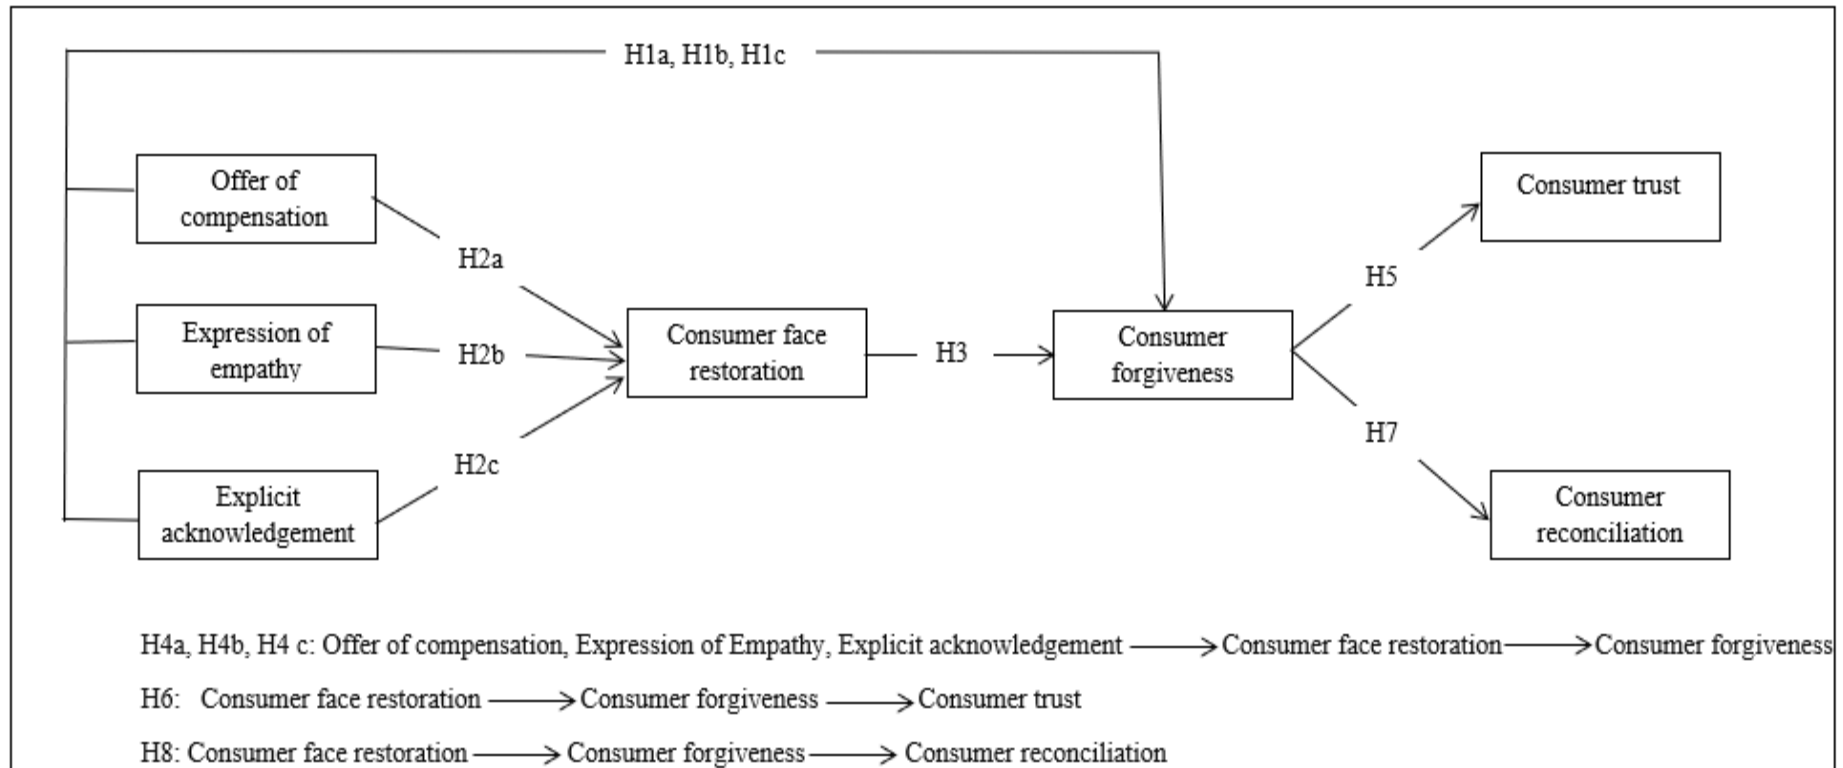 H1a, H1b, H1c
Offer of
compensation
Consumer trust
H2a
H5
Expression of
empathy
H2b
Consumer face
restoration
H3
Consumer
forgiveness
H7
H2c
Explicit
acknowledgement
Consumer
reconciliation
H4a, H4b, H4 c: Offer of compensation, Expression of Empathy, Explicit acknowledgement Consumer face restoration Consumer forgiveness
H6: Consumer face restoration Consumer forgiveness Consumer trust
H8: Consumer face restoration Consumer forgiveness Consumer reconciliation